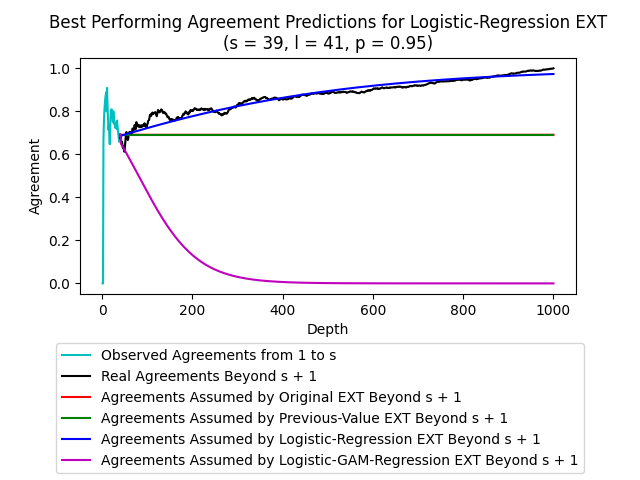 Best Performing Agreement Predictions for Logistic-Regression EXT
(s = 39, l = 41, p = 0.95)
1.0
0.8
0.6
0.4
0.2
0.0
Agreement
0 200 400 600 800 1000
Depth
Observed Agreements from 1 to s
Real Agreements Beyond s + 1
Agreements Assumed by Original EXT Beyond s + 1
Agreements Assumed by Previous-Value EXT Beyond s + 1
Agreements Assumed by Logistic-Regression EXT Beyond s + 1
Agreements Assumed by Logistic-GAM-Regression EXT Beyond s + 1